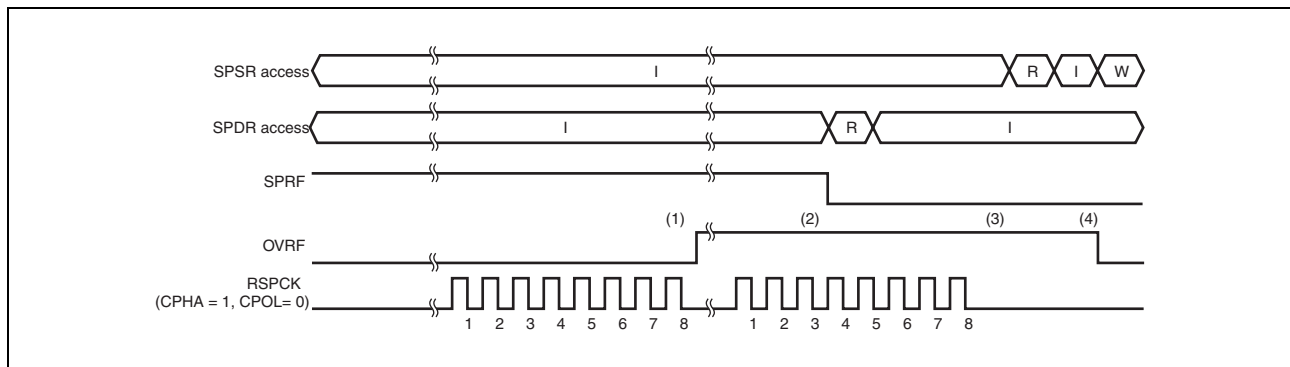 SPSR access I R I W
SPDR access I R I
SPRF
(1) (2) (3) (4)
OVRF
RSPCK
(CPHA = 1, CPOL= 0)
1 2 3 4 5 6 7 8 1 2 3 4 5 6 7 8